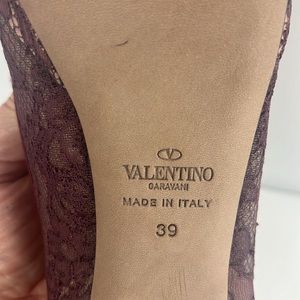 V
VALENTINO
GARAVANI
MADE IN ITALY
39